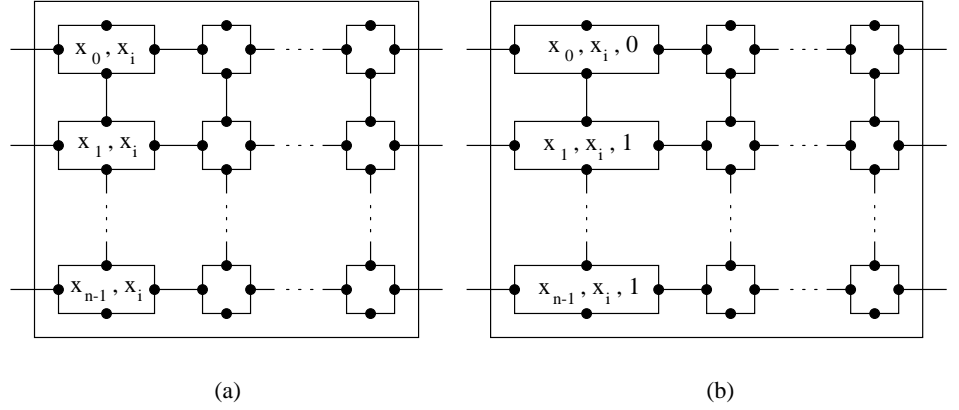 x₀, xᵢ
x₁, xᵢ
xₙ₋₁, xᵢ
(a)
x₀, xᵢ, 0
x₁, xᵢ, 1
xₙ₋₁, xᵢ, 1
(b)